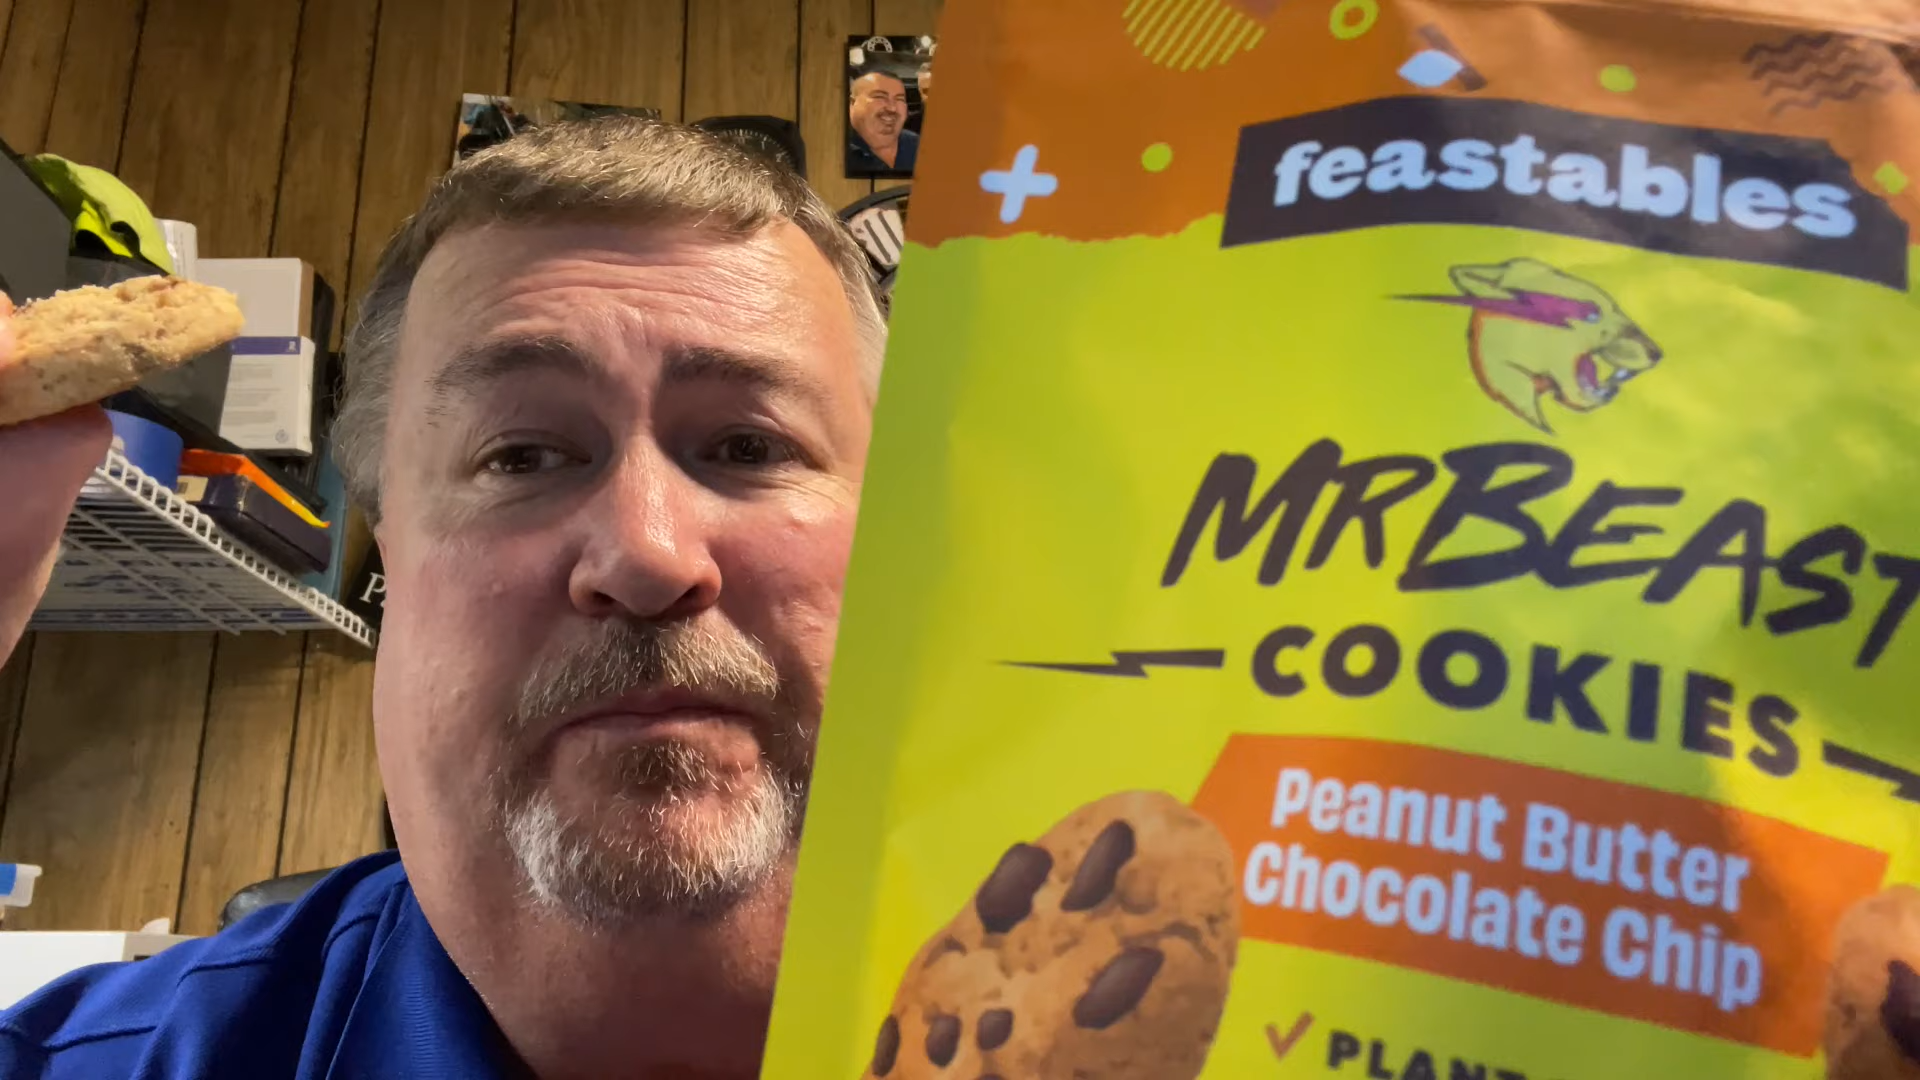 feastables
MRBEAST
COOKIES
Peanut Butter
Chocolate Chip